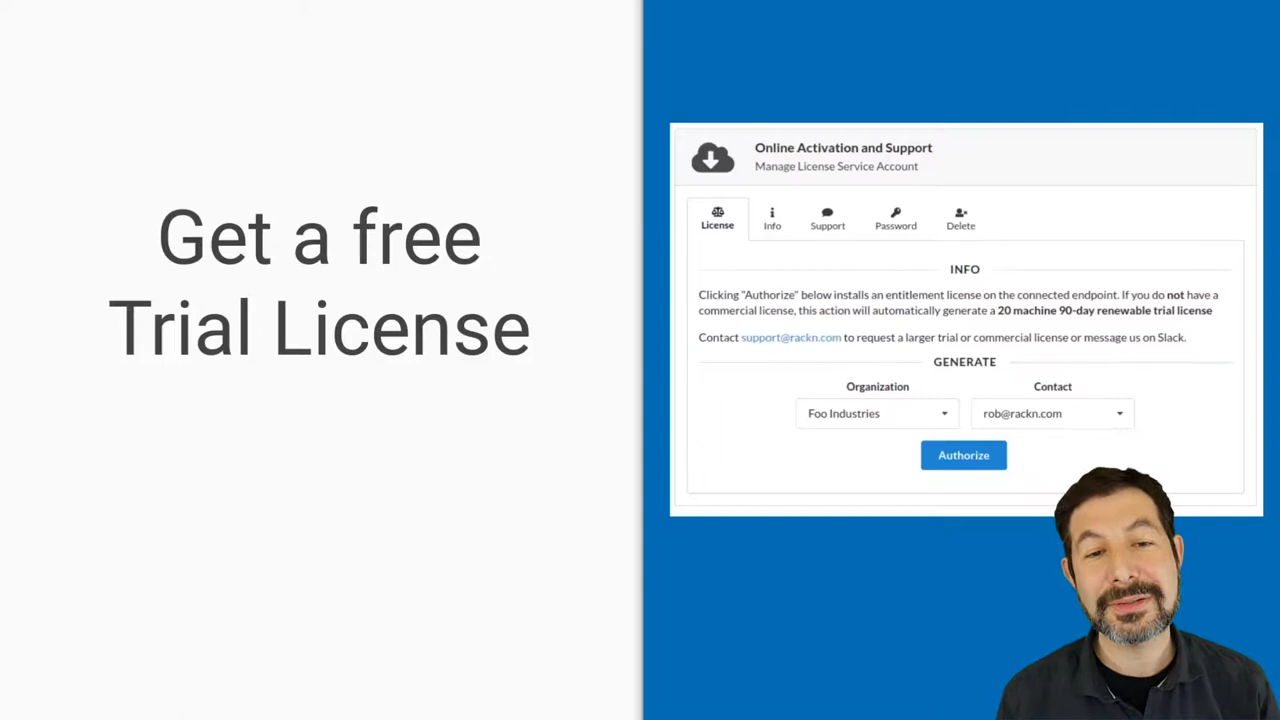 Get a free
Trial License
Online Activation and Support
Manage License Service Account
License
Info
Support
Password
Delete
INFO
Clicking "Authorize" below installs an entitlement license on the connected endpoint. If you do not have a
commercial license, this action will automatically generate a 20 machine 90-day renewable trial license
Contact support@rackn.com to request a larger trial or commercial license or message us on Slack.
GENERATE
Organization
Contact
Foo Industries
rob@rackn.com
Authorize